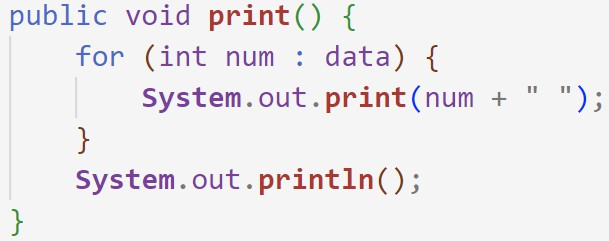 public void print() {
    for (int num : data) {
        System.out.print(num + " ");
    }
    System.out.println();
}